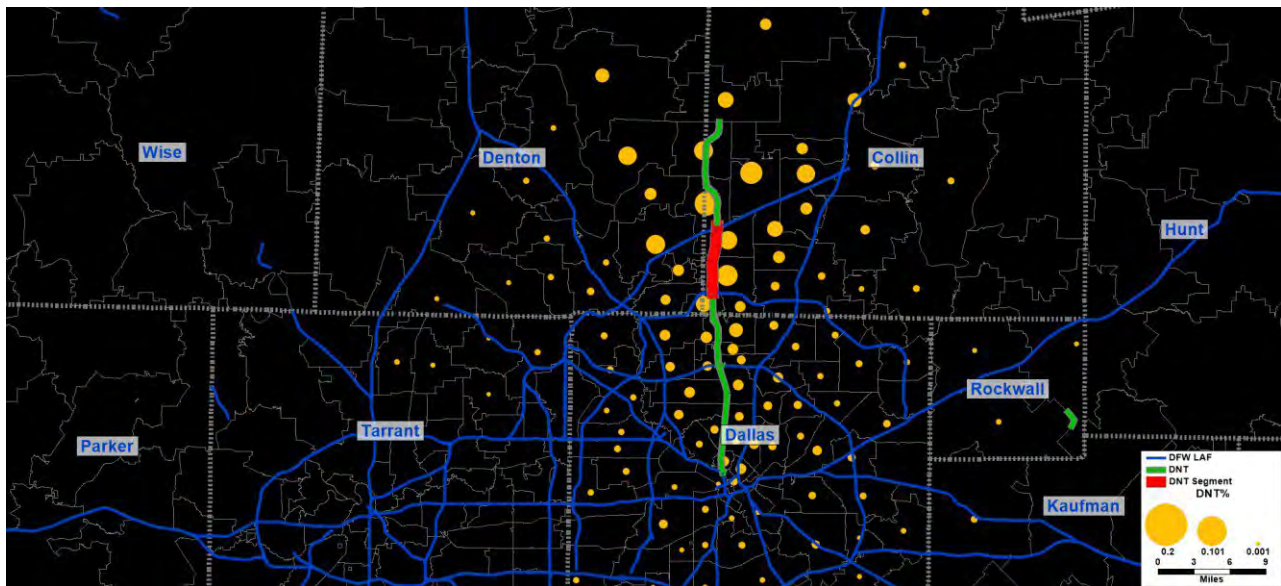 Wise
Denton
Collin
Hunt
Rockwall
Tarrant
Dallas
Parker
Kaufman
DFW LAF
DNT
DNT Segment
DNT%
0.2 0.101 0.001
0 3 6 9
Miles